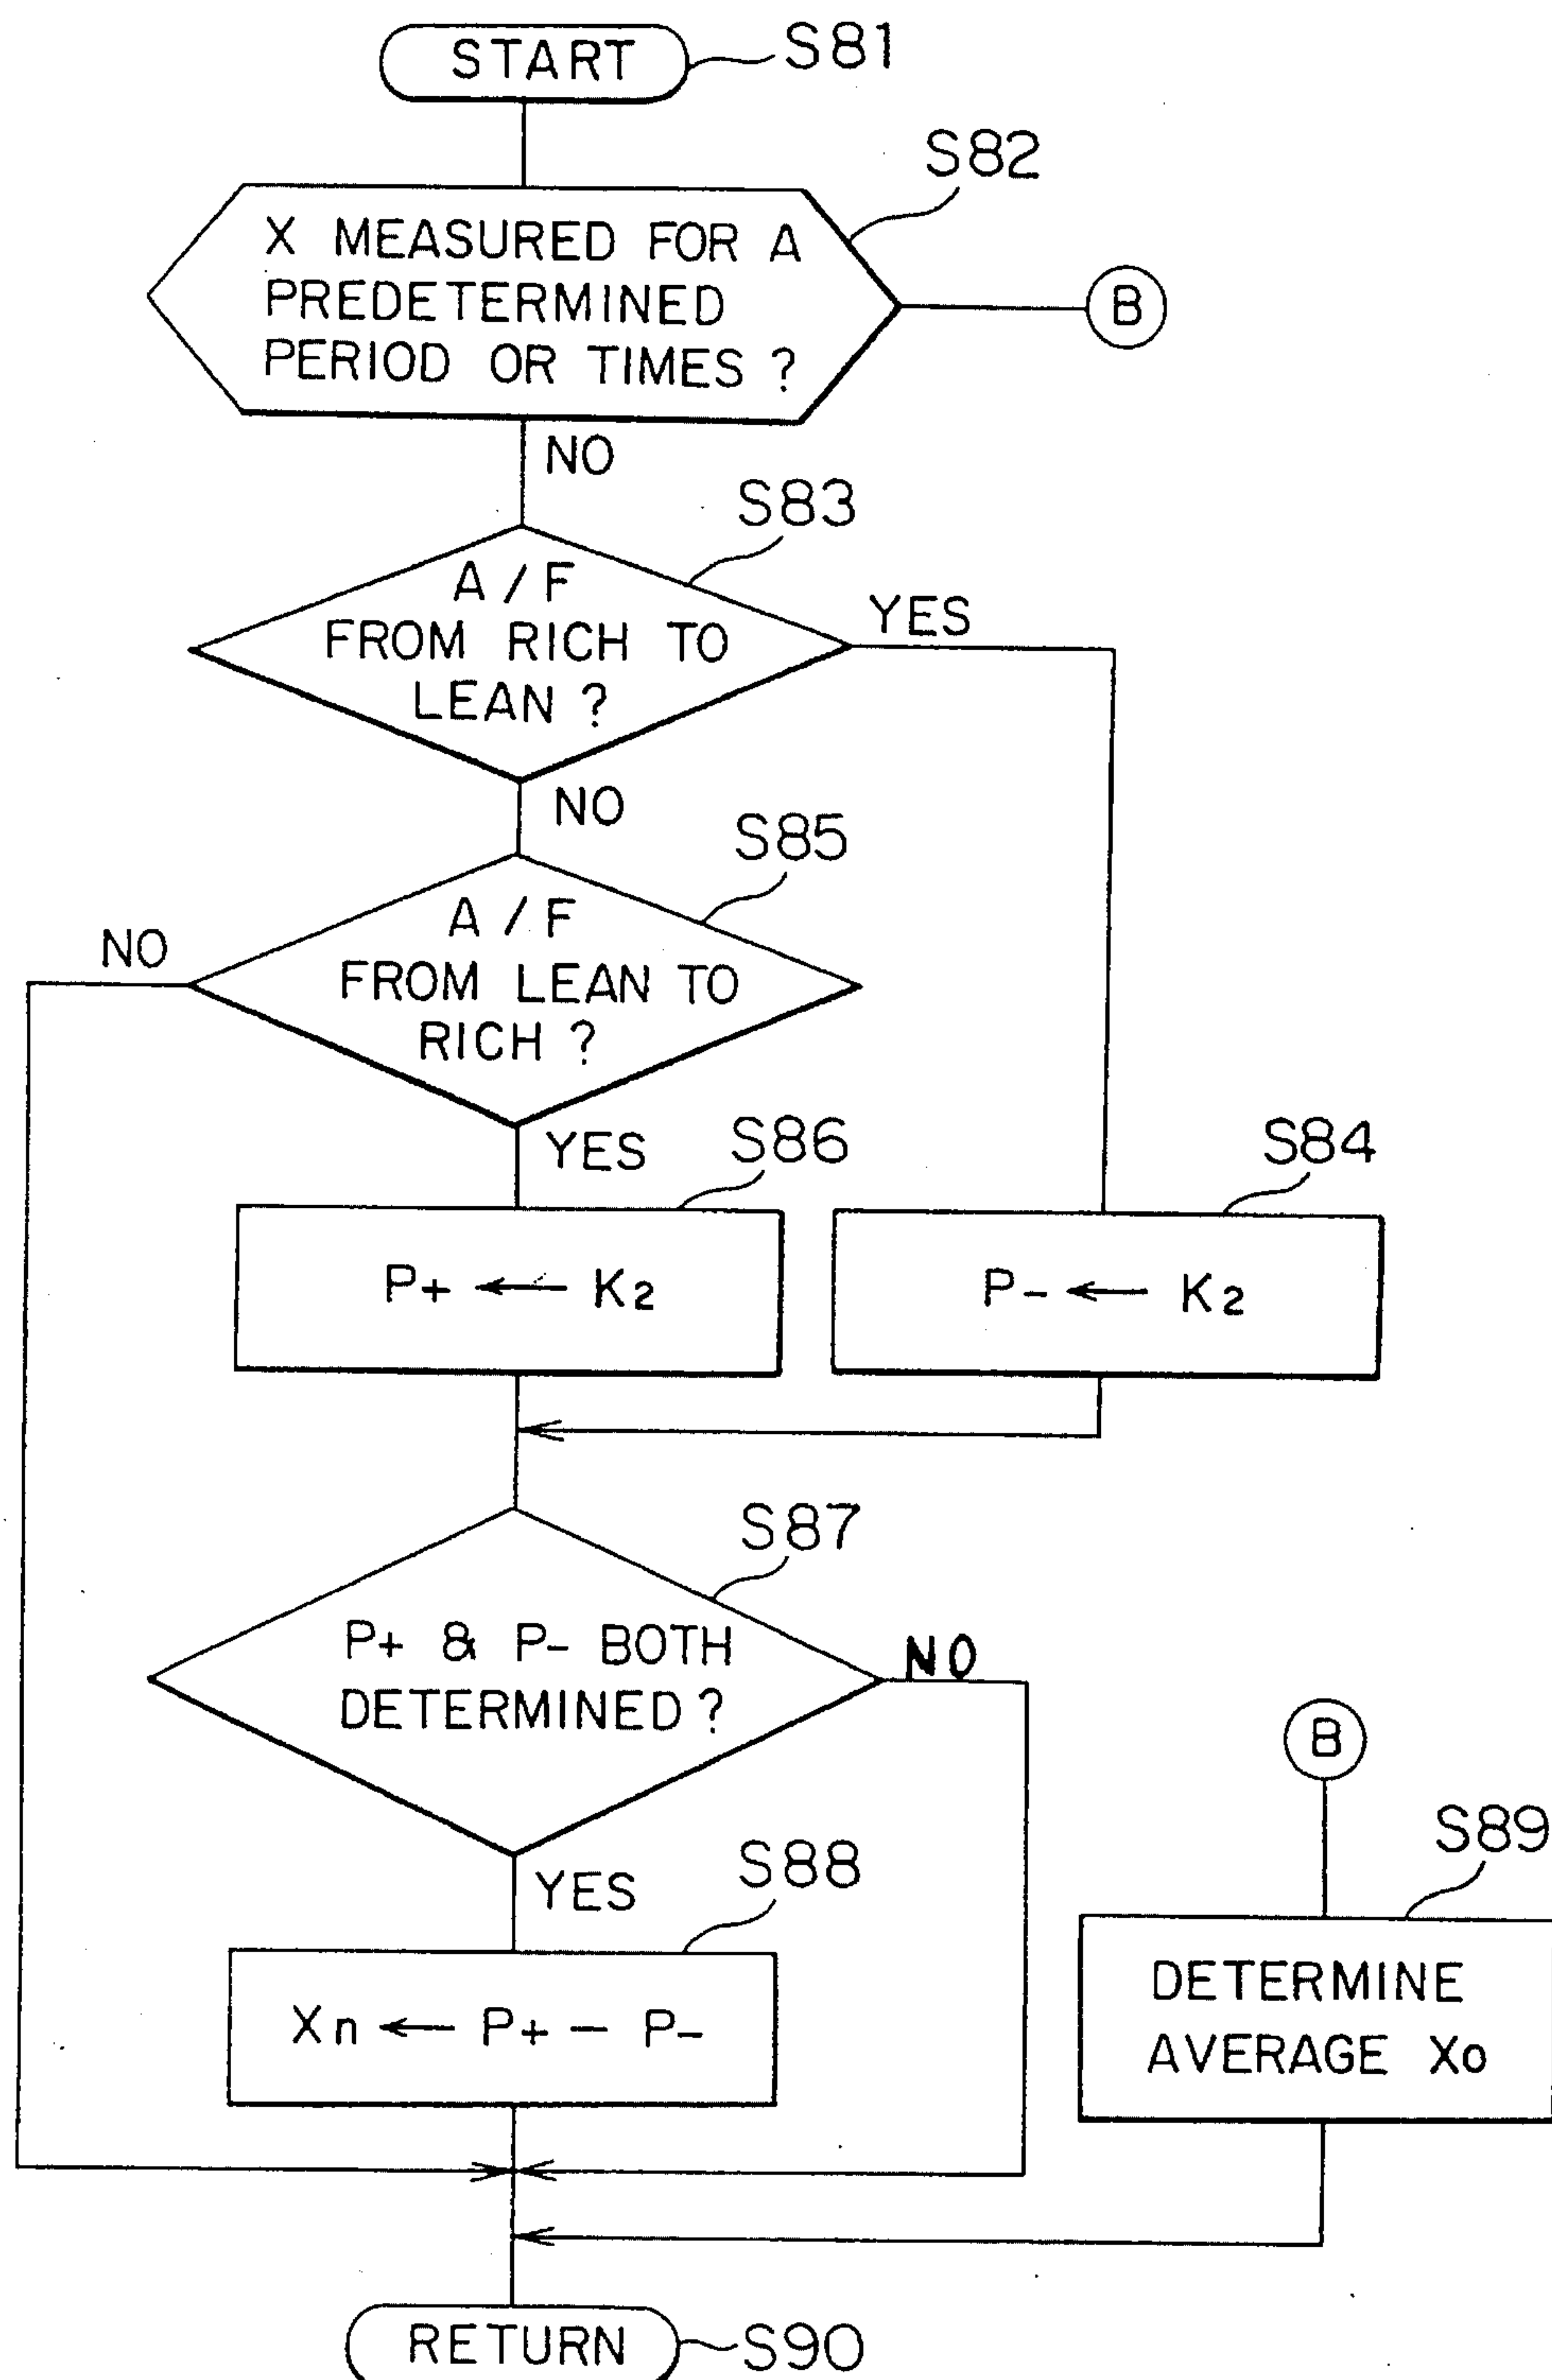 START
S81
S82
X MEASURED FOR A
PREDETERMINED
PERIOD OR TIMES ?
B
NO
S83
A / F
FROM RICH TO
LEAN ?
YES
NO
S85
A / F
FROM LEAN TO
RICH ?
NO
YES
S86
P+ ← K2
S84
P- ← K2
S87
P+ & P- BOTH
DETERMINED ?
NO
YES
S88
Xn ← P+ - P-
B
S89
DETERMINE
AVERAGE Xo
RETURN
S90